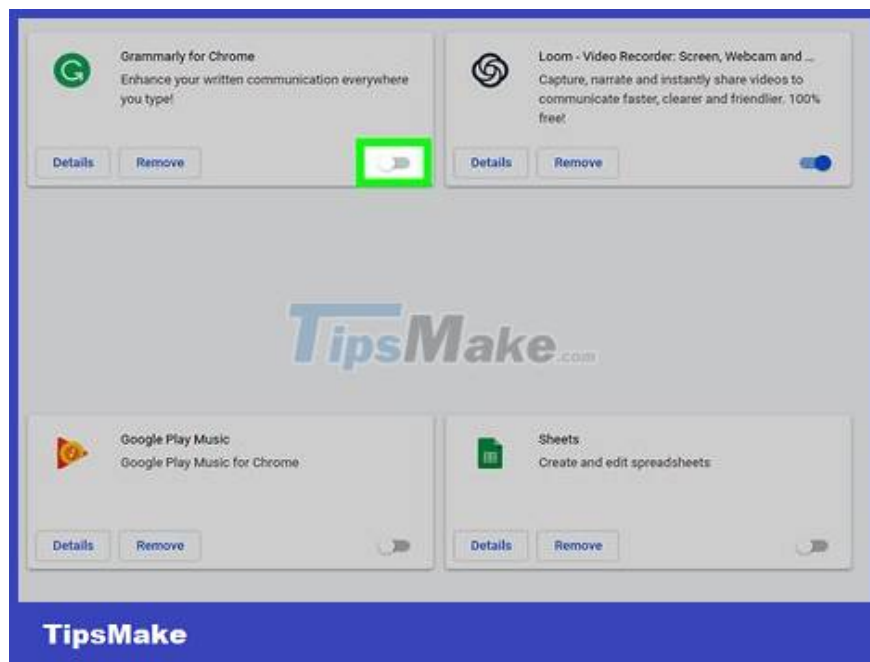 Grammarly for Chrome
Enhance your written communication everywhere
you type!
Details Remove
Loom - Video Recorder: Screen, Webcam and ...
Capture, narrate and instantly share videos to
communicate faster, clearer and friendlier. 100%
free!
Details Remove
TipsMake.com
Google Play Music
Google Play Music for Chrome
Details Remove
Sheets
Create and edit spreadsheets
Details Remove
TipsMake